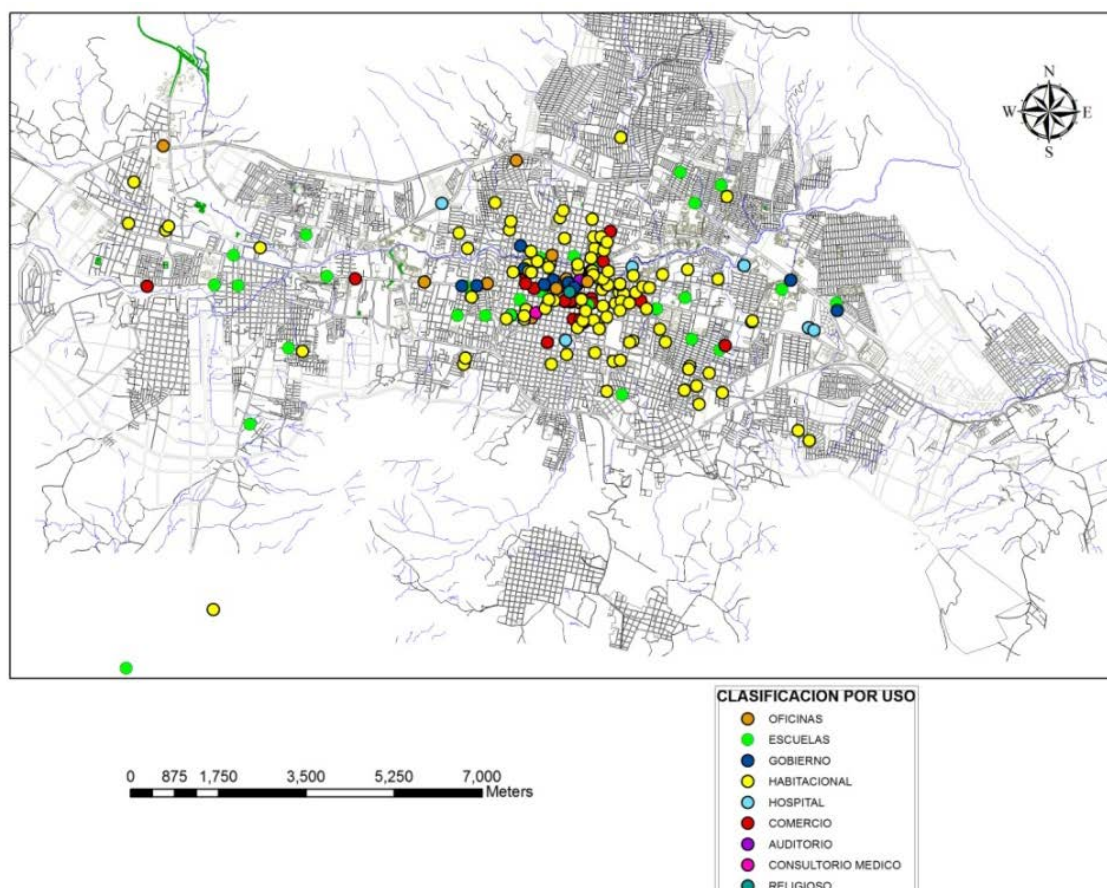 N
W E
S
CLASIFICACION POR USO
OFICINAS
ESCUELAS
GOBIERNO
HABITACIONAL
HOSPITAL
COMERCIO
AUDITORIO
CONSULTORIO MEDICO
RELIGIOSO
0 875 1,750 3,500 5,250 7,000
Meters